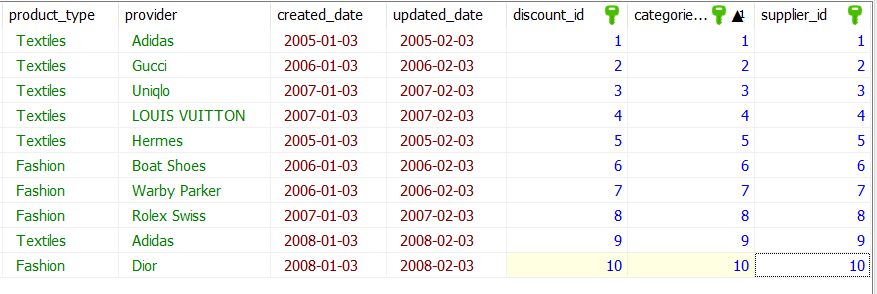 product_type provider created_date updated_date discount_id categorie... 1 supplier_id
Textiles Adidas 2005-01-03 2005-02-03 1 1 1
Textiles Gucci 2006-01-03 2006-02-03 2 2 2
Textiles Uniqlo 2007-01-03 2007-02-03 3 3 3
Textiles LOUIS VUITTON 2007-01-03 2007-02-03 4 4 4
Textiles Hermes 2005-01-03 2005-02-03 5 5 5
Fashion Boat Shoes 2006-01-03 2006-02-03 6 6 6
Fashion Warby Parker 2006-01-03 2006-02-03 7 7 7
Fashion Rolex Swiss 2007-01-03 2007-02-03 8 8 8
Textiles Adidas 2008-01-03 2008-02-03 9 9 9
Fashion Dior 2008-01-03 2008-02-03 10 10 10